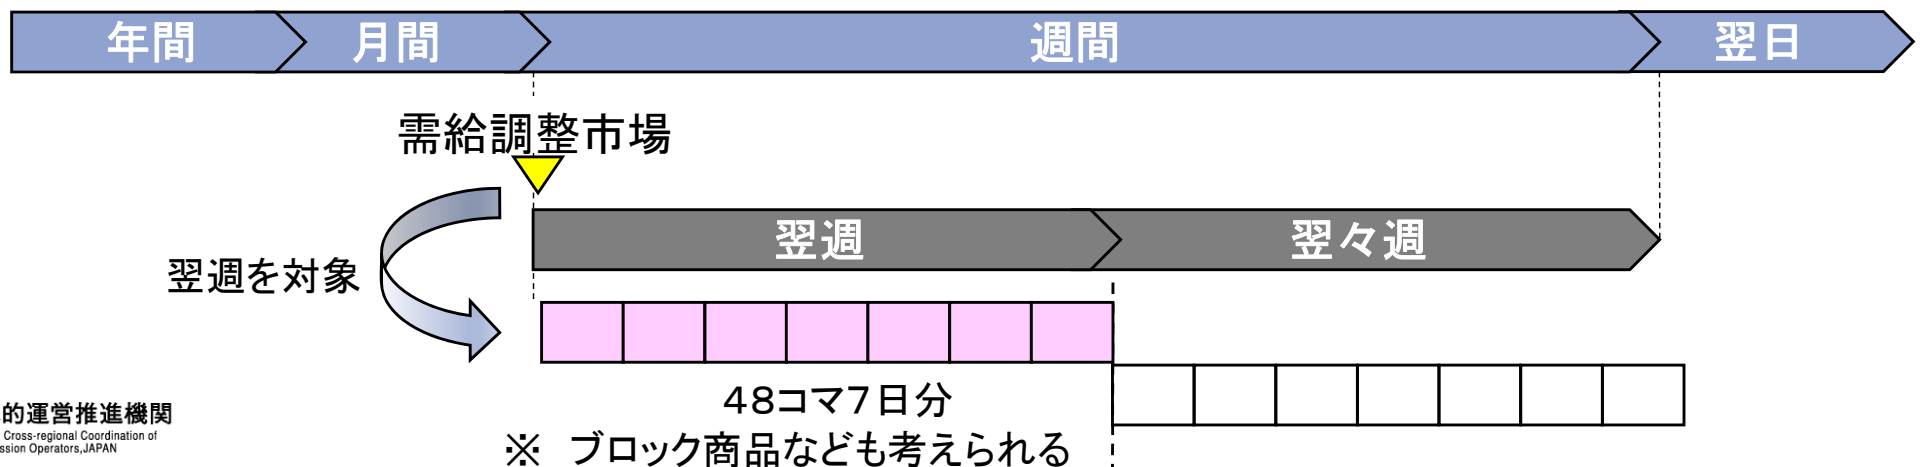 年間 月間 週間 翌日
需給調整市場
翌週 翌々週
翌週を対象
48コマ7日分
※ ブロック商品なども考えられる
的運営推進機関
Cross-regional Coordination of
ssion Operators,JAPAN